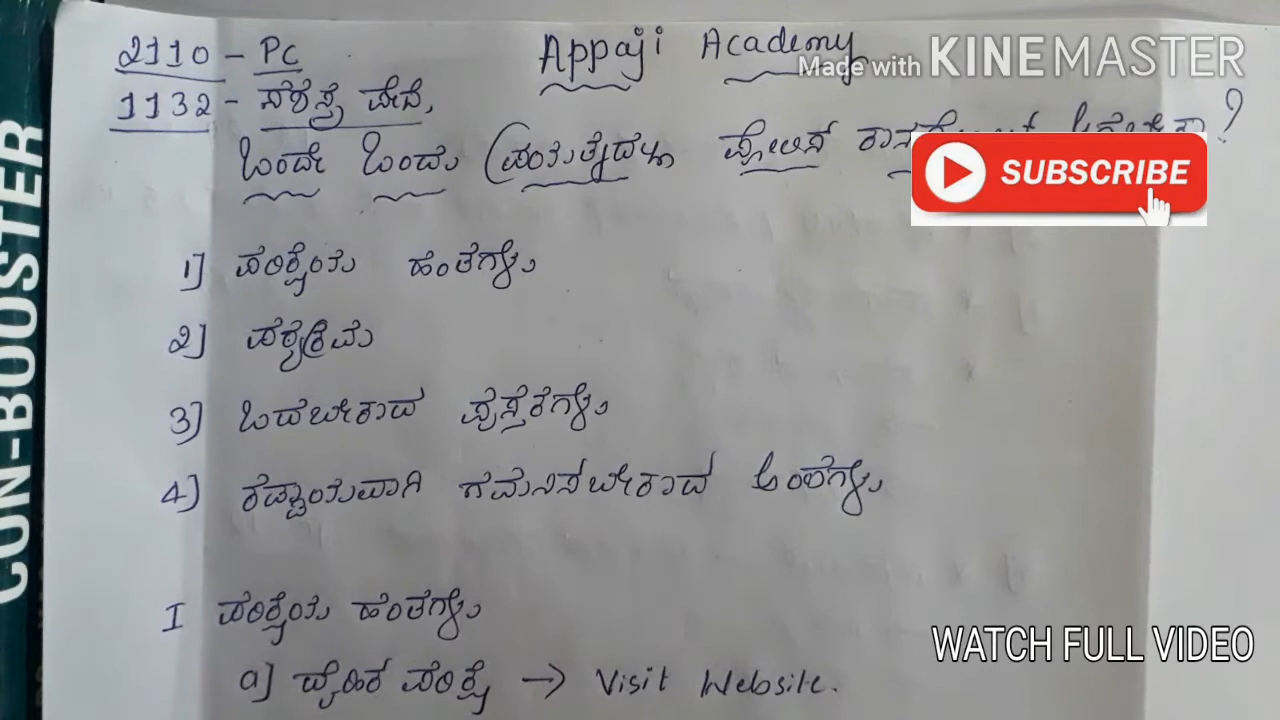 2110 - PC Appaji Academy
Made with KINEMASTER
1132 - ಸಶಸ್ತ್ರ ಪೇದೆ,
ಒಂದೇ ಒಂದು ಪ್ರಯತ್ನದಲ್ಲಿ ಪೋಲಿಸ್ ?
SUBSCRIBE
1] ಪರಿಕ್ಷೆಯ ಹಂತಗಳು
2] ಪಠ್ಯಕ್ರಮ
3] ಓದಬೇಕಾದ ಪುಸ್ತಕಗಳು
4] ಕಡ್ಡಾಯವಾಗಿ ಗಮನಿಸಬೇಕಾದ ಅಂಶಗಳು
I ಪರಿಕ್ಷೆಯ ಹಂತಗಳು
WATCH FULL VIDEO
a] ದೈಹಿಕ ಪರಿಕ್ಷೆ → Visit Website.
CON-BOOSTER